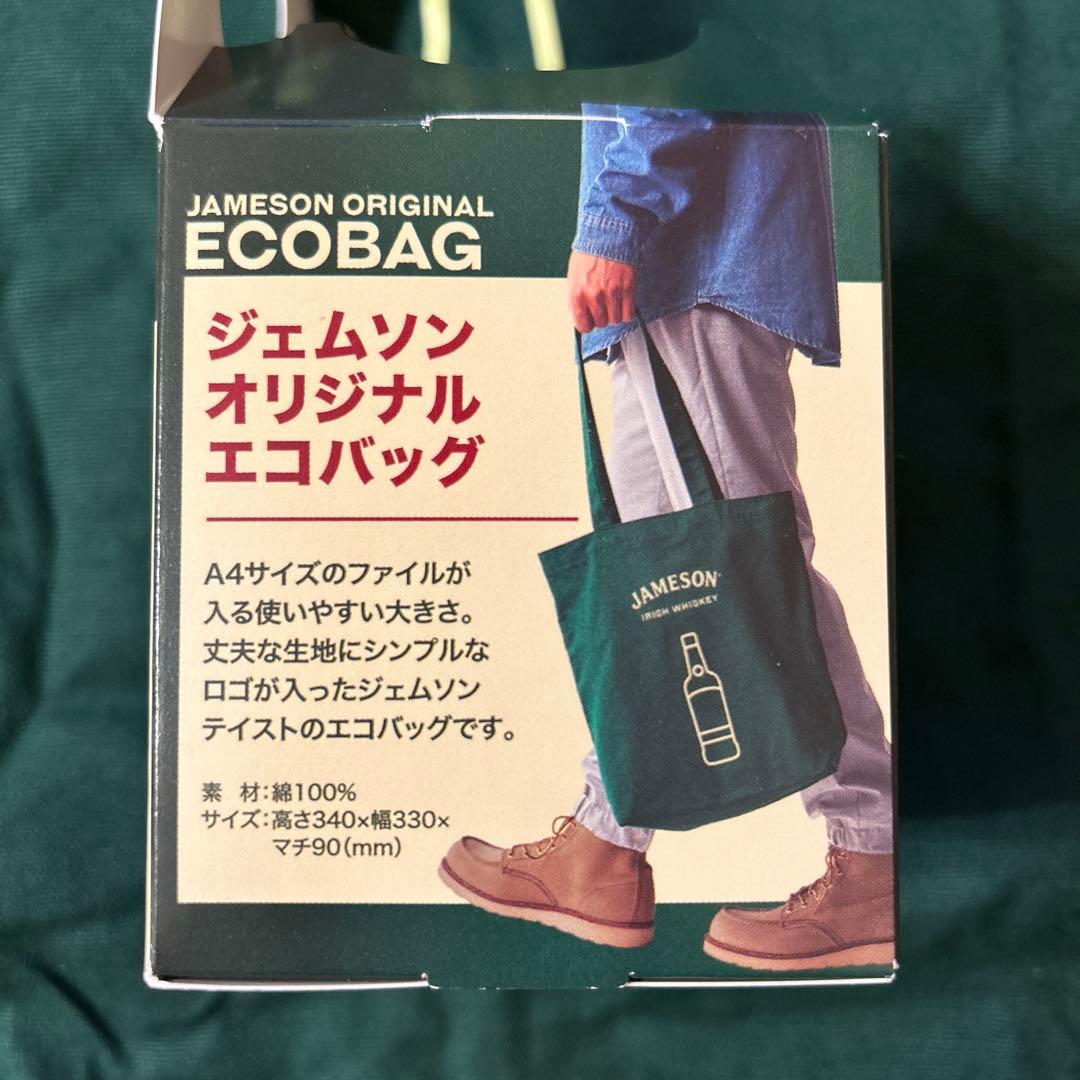 JAMESON ORIGINAL
ECOBAG
ジェムソン
オリジナル
エコバッグ
A4サイズのファイルが
入る使いやすい大きさ。
丈夫な生地にシンプルな
ロゴが入ったジェムソン
テイストのエコバッグです。
素 材：綿100%
サイズ：高さ340×幅330×
マチ90（mm）
JAMESON
IRISH WHISKEY